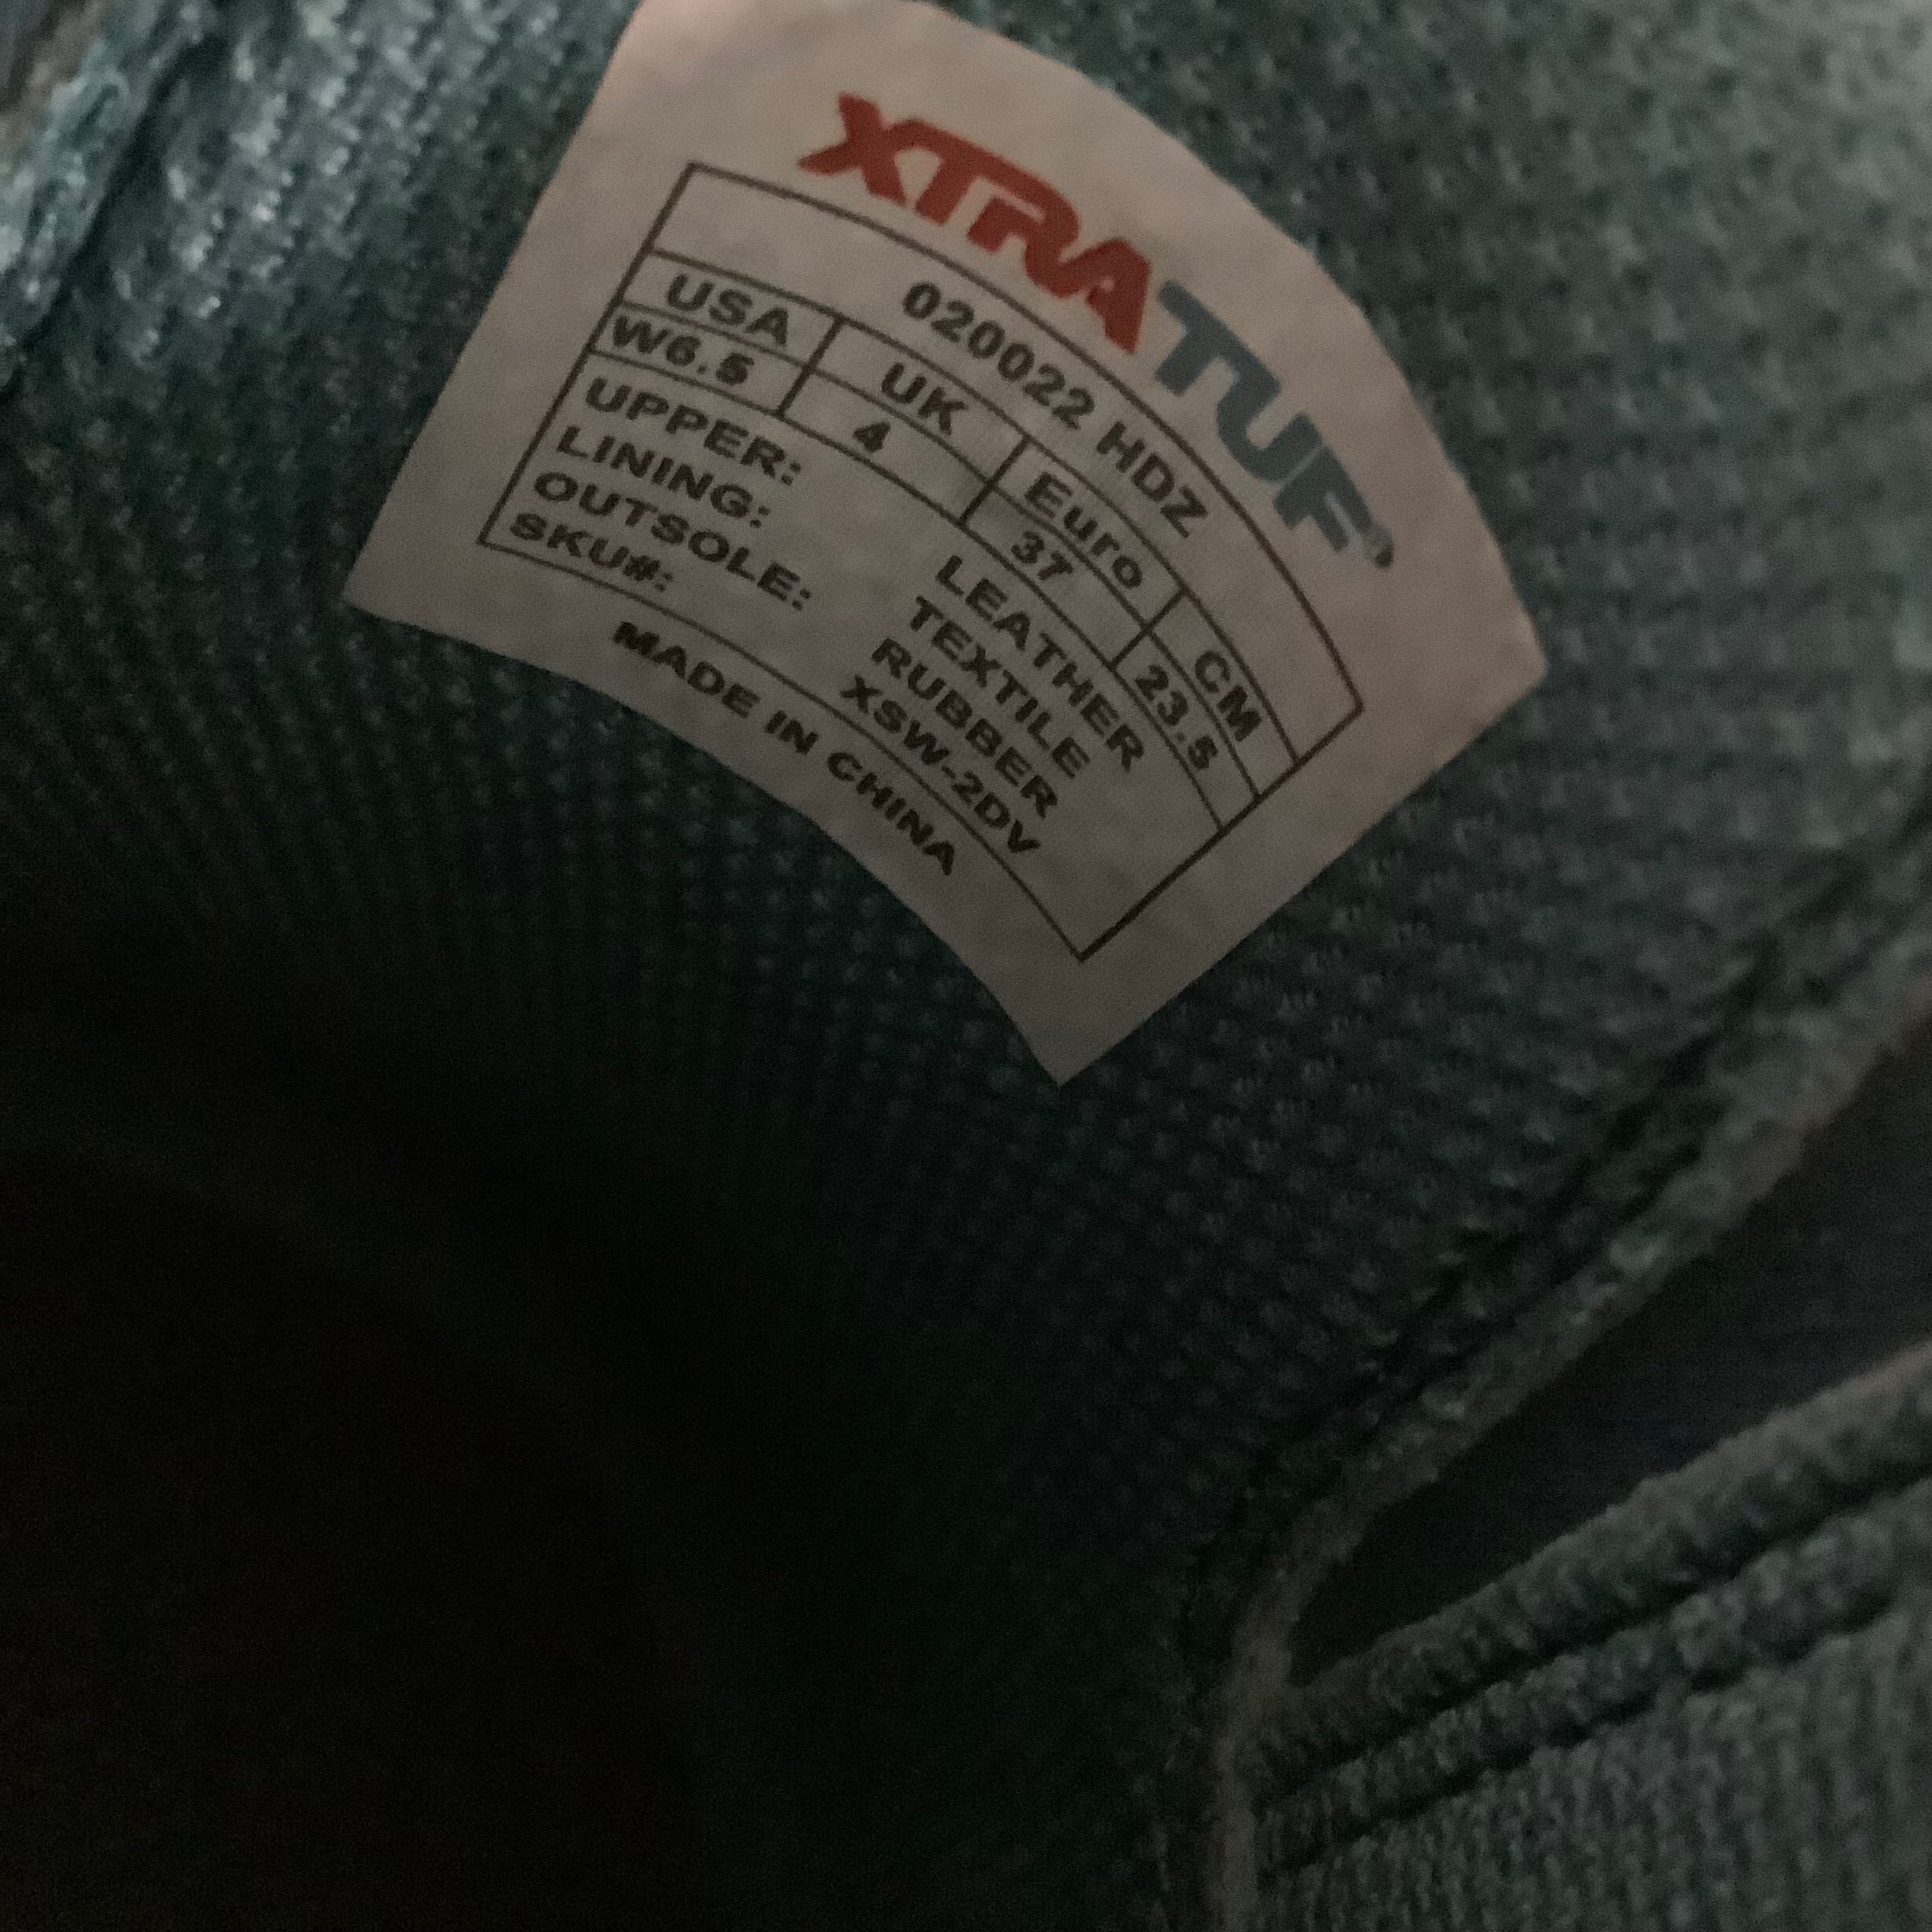 XTRATUF
020022 HDZ
USA UK Euro CM
W6.5 4 37 23.5
UPPER: LEATHER
LINING: TEXTILE
OUTSOLE: RUBBER
SKU#: XSW-2DV
MADE IN CHINA